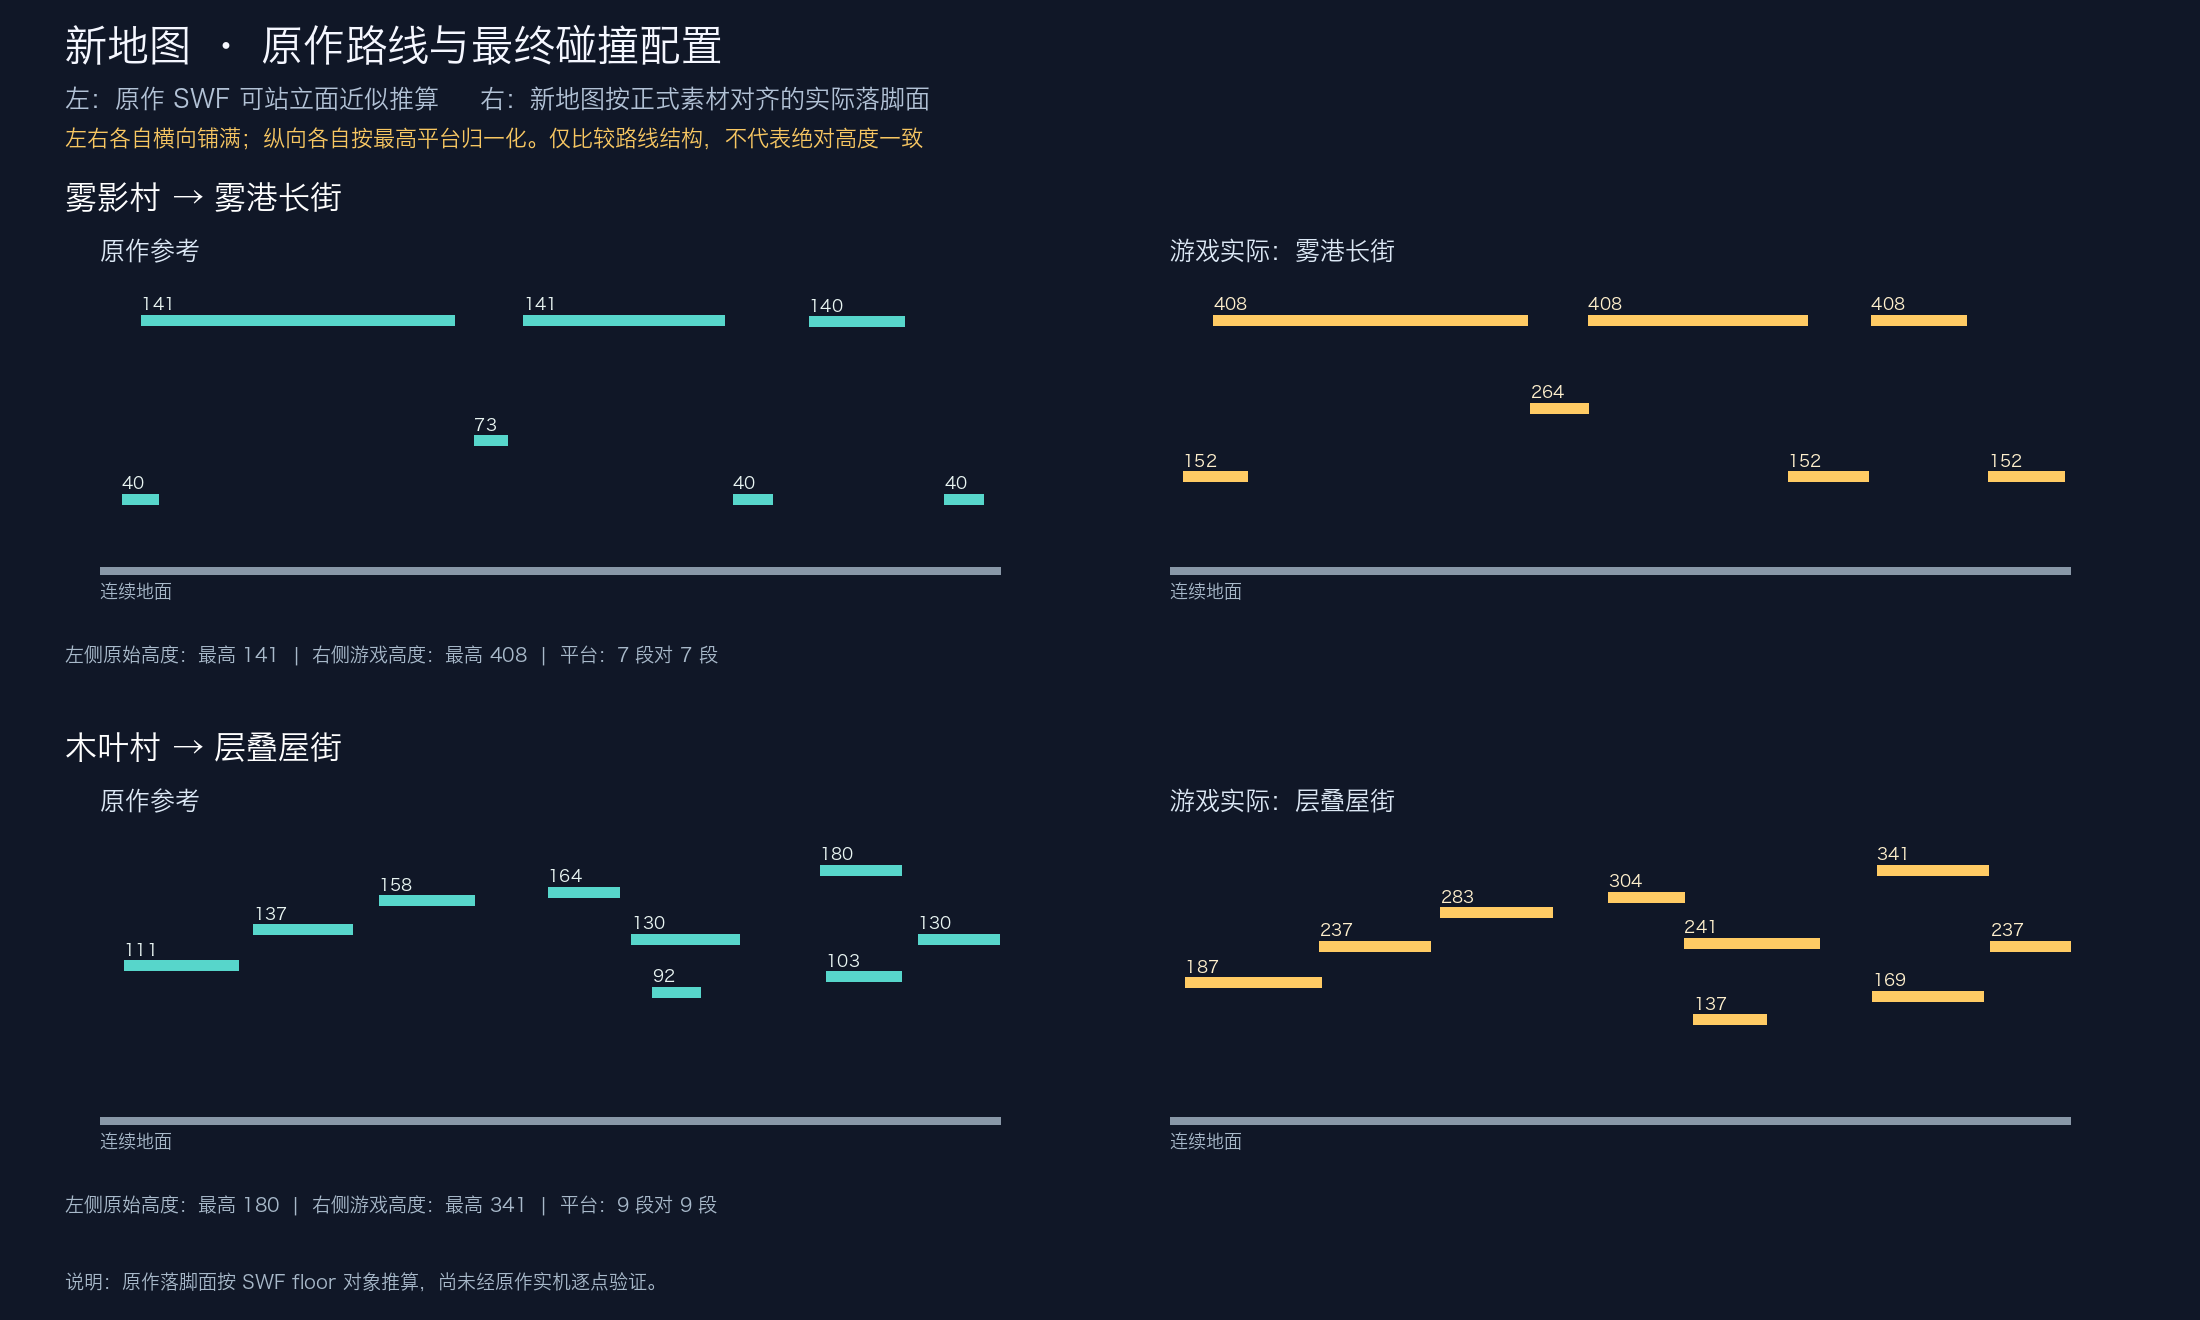 新地图 · 原作路线与最终碰撞配置
左：原作 SWF 可站立面近似推算 右：新地图按正式素材对齐的实际落脚面
左右各自横向铺满；纵向各自按最高平台归一化。仅比较路线结构，不代表绝对高度一致
雾影村 → 雾港长街
原作参考
141
141
140
73
40
40
40
连续地面
游戏实际：雾港长街
408
408
408
264
152
152
152
连续地面
左侧原始高度：最高 141 | 右侧游戏高度：最高 408 | 平台：7 段对 7 段
木叶村 → 层叠屋街
原作参考
180
164
158
137
130
130
111
103
92
连续地面
游戏实际：层叠屋街
341
304
283
241
237
237
187
169
137
连续地面
左侧原始高度：最高 180 | 右侧游戏高度：最高 341 | 平台：9 段对 9 段
说明：原作落脚面按 SWF floor 对象推算，尚未经原作实机逐点验证。